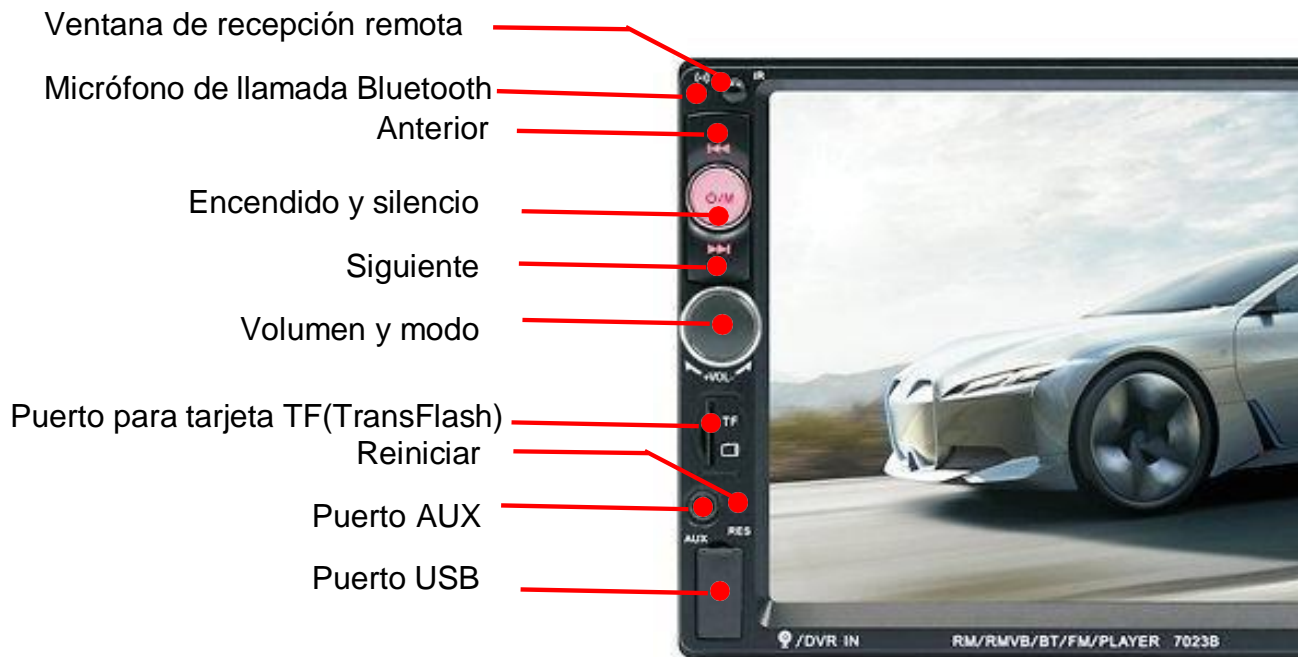 Ventana de recepción remota
IR
Micrófono de llamada Bluetooth
Anterior
Encendido y silencio
⏻/M
Siguiente
Volumen y modo
+VOL-
Puerto para tarjeta TF(TransFlash)
TF
Reiniciar
Puerto AUX
AUX
RES
Puerto USB
/DVR IN
RM/RMVB/BT/FM/PLAYER 7023B